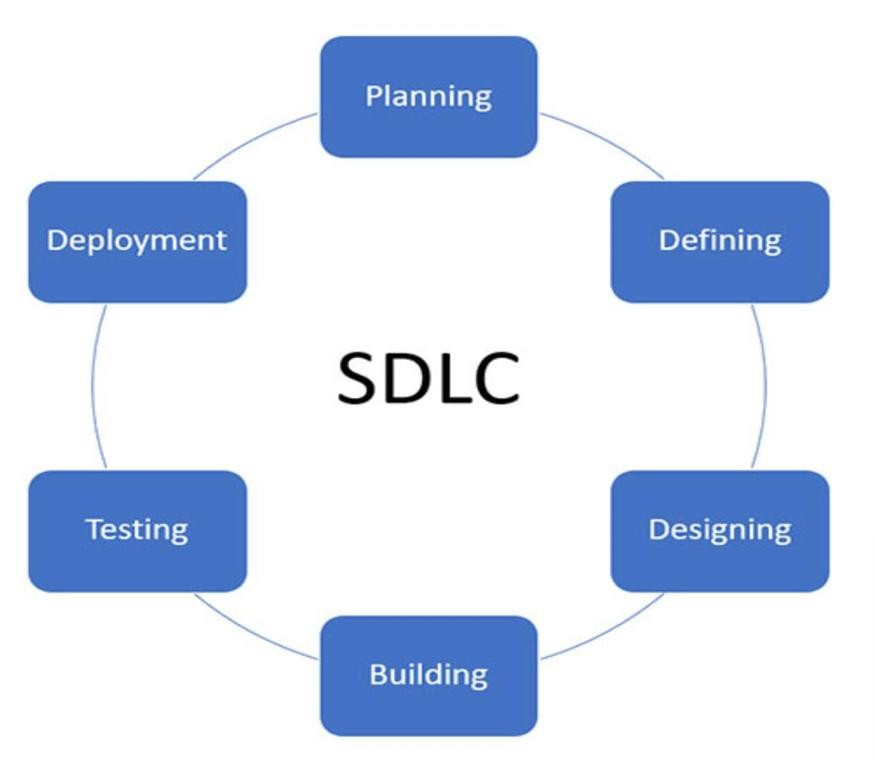 Planning
Deployment
Defining
SDLC
Testing
Designing
Building